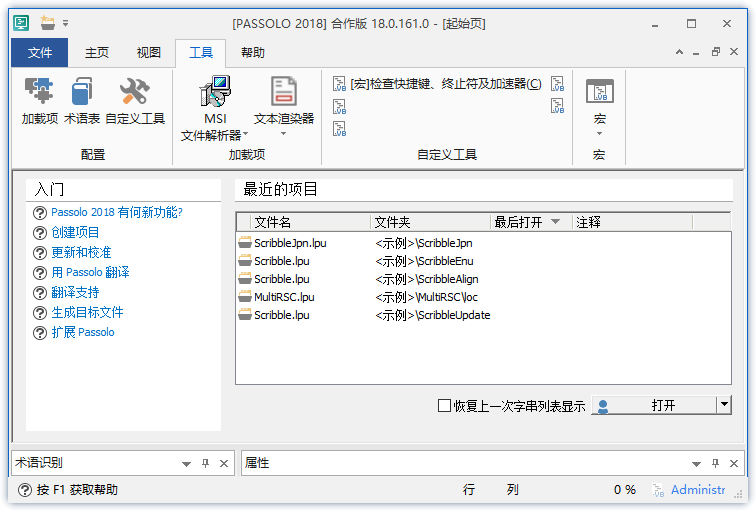 [PASSOLO 2018] 合作版 18.0.161.0 - [起始页]
文件 主页 视图 工具 帮助
[宏]检查快捷键、终止符及加速器(C)
加载项 术语表 自定义工具 MSI 文件解析器 文本渲染器 宏
配置 加载项 自定义工具 宏
入门
Passolo 2018 有何新功能?
创建项目
更新和校准
用 Passolo 翻译
翻译支持
生成目标文件
扩展 Passolo
最近的项目
文件名 文件夹 最后打开 注释
ScribbleJpn.lpu <示例>\ScribbleJpn
Scribble.lpu <示例>\ScribbleEnu
Scribble.lpu <示例>\ScribbleAlign
MultiRSC.lpu <示例>\MultiRSC\loc
Scribble.lpu <示例>\ScribbleUpdate
恢复上一次字串列表显示 打开
术语识别 属性
按 F1 获取帮助 行 列 0 % Administr